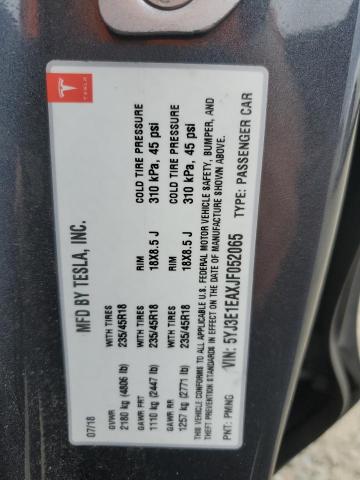 TESLA
MFD BY TESLA, INC.
07/18
GVWR WITH TIRES RIM COLD TIRE PRESSURE
2180 kg (4806 lb) 235/45R18 18X8.5 J 310 kPa, 45 psi
GAWR FRT WITH TIRES RIM COLD TIRE PRESSURE
1110 kg (2447 lb) 235/45R18 18X8.5 J 310 kPa, 45 psi
GAWR RR
1257 kg (2771 lb) 235/45R18
THIS VEHICLE CONFORMS TO ALL APPLICABLE U.S. FEDERAL MOTOR VEHICLE SAFETY, BUMPER, AND
THEFT PREVENTION STANDARDS IN EFFECT ON THE DATE OF MANUFACTURE SHOWN ABOVE.
VIN: 5YJ3E1EAXJF052065 TYPE: PASSENGER CAR
PNT: PMNG